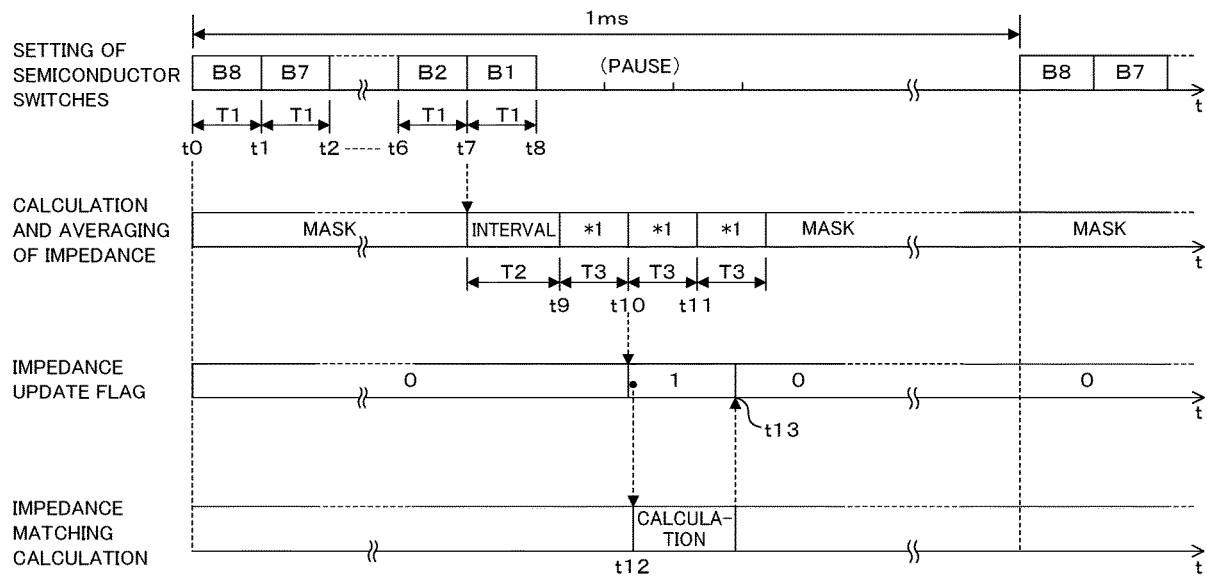 1ms
SETTING OF
SEMICONDUCTOR
SWITCHES
B8 B7 B2 B1 (PAUSE) B8 B7
t
T1 T1 T1 T1
t0 t1 t2 ----- t6 t7 t8
CALCULATION
AND AVERAGING
OF IMPEDANCE
MASK INTERVAL *1 *1 *1 MASK MASK
t
T2 T3 T3 T3
t9 t10 t11
IMPEDANCE
UPDATE FLAG
0 1 0 0
t
t13
IMPEDANCE
MATCHING
CALCULATION
CALCULA-
TION
t
t12